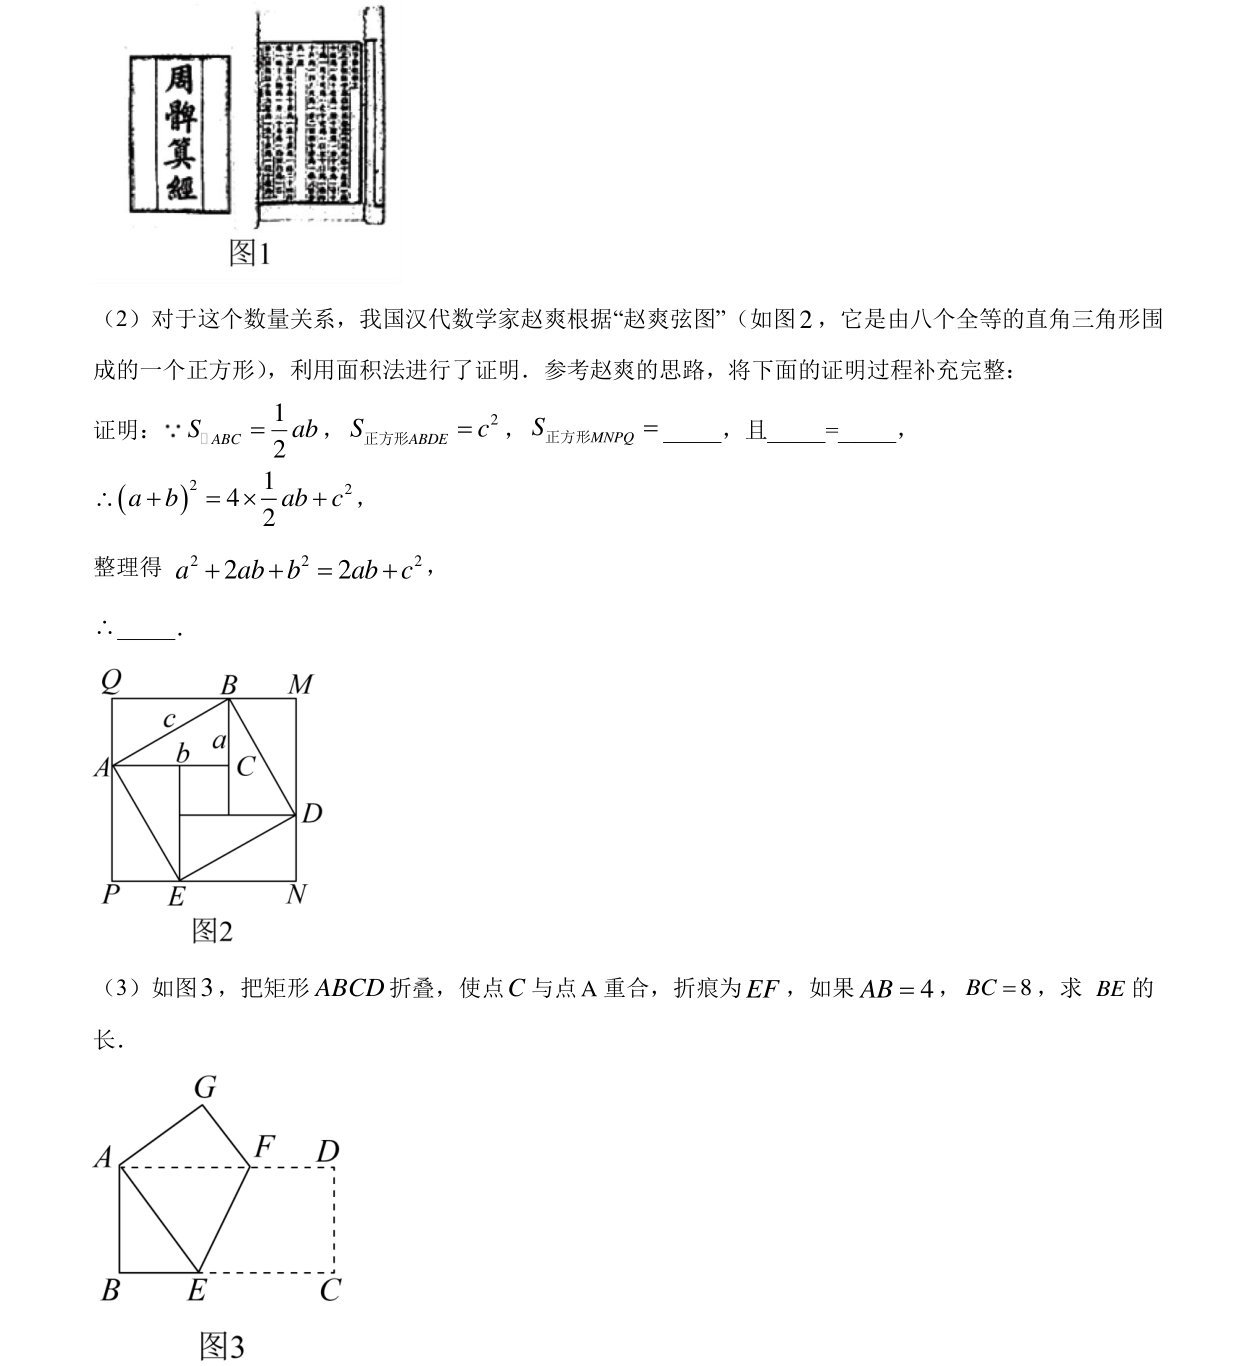 周髀算經
图1
（2）对于这个数量关系，我国汉代数学家赵爽根据“赵爽弦图”（如图2，它是由八个全等的直角三角形围
成的一个正方形），利用面积法进行了证明．参考赵爽的思路，将下面的证明过程补充完整：
证明：∵S□ABC = 1/2 ab，S正方形ABDE = c²，S正方形MNPQ = _____，且_____=_____，
∴(a+b)² = 4×1/2 ab+c²，
整理得 a²+2ab+b² = 2ab+c²，
∴_____．
Q B M
c
b a
A C
D
P E N
图2
（3）如图3，把矩形ABCD折叠，使点C与点A重合，折痕为EF，如果AB=4，BC=8，求 BE的
长．
G
A F D
B E C
图3